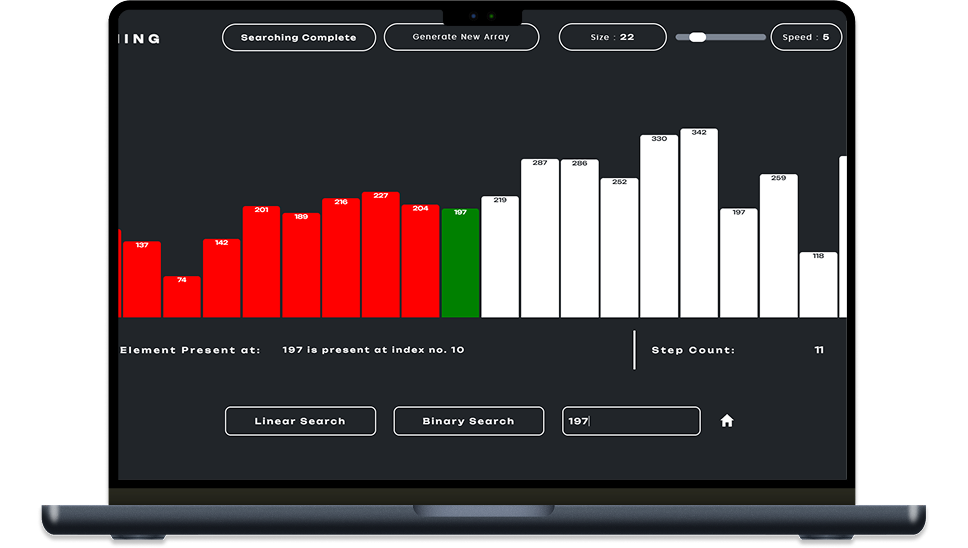 ING
Searching Complete
Generate New Array
Size : 22
Speed : 5
137
74
142
201
189
216
227
204
197
219
287
286
252
330
342
197
259
118
Element Present at:
197 is present at index no. 10
Step Count:
11
Linear Search
Binary Search
197